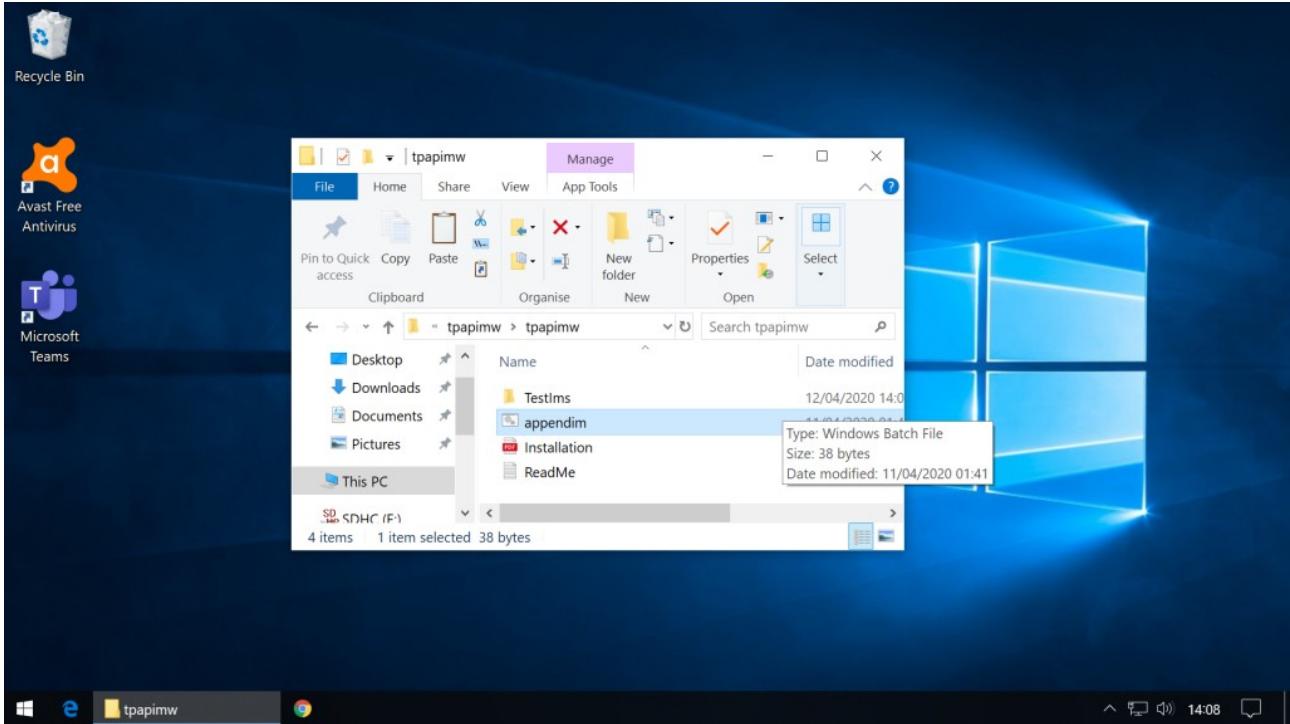 Recycle Bin
Avast Free
Antivirus
Microsoft
Teams
tpapimw
Manage
File
Home
Share
View
App Tools
Pin to Quick
access
Copy
Paste
New
folder
Properties
Select
Clipboard
Organise
New
Open
tpapimw > tpapimw
Search tpapimw
Desktop
Downloads
Documents
Pictures
This PC
SDHC (F:)
Name
Date modified
TestIms
12/04/2020 14:0
appendim
Installation
ReadMe
Type: Windows Batch File
Size: 38 bytes
Date modified: 11/04/2020 01:41
4 items
1 item selected 38 bytes
tpapimw
14:08